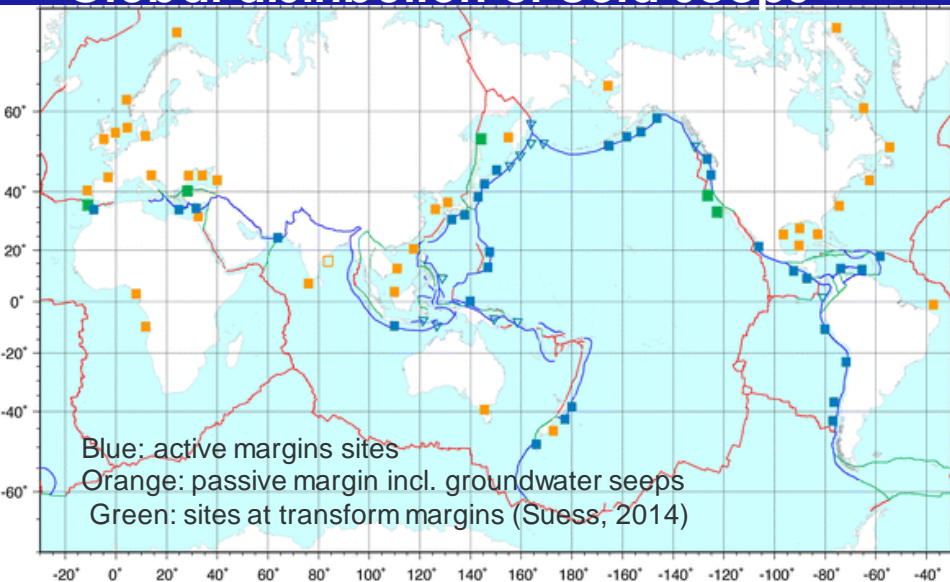 60°
40°
20°
0°
-20°
-40°
-60°
Blue: active margins sites
Orange: passive margin incl. groundwater seeps
Green: sites at transform margins (Suess, 2014)
-20° 0° 20° 40° 60° 80° 100° 120° 140° 160° 180° -160° -140° -120° -100° -80° -60° -40°